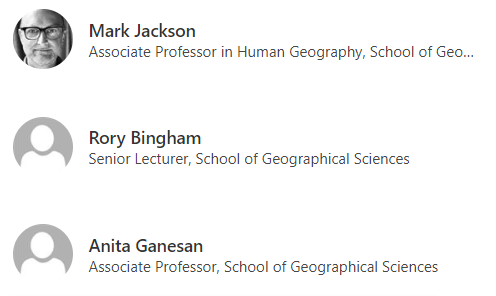 Mark Jackson
Associate Professor in Human Geography, School of Geo...
Rory Bingham
Senior Lecturer, School of Geographical Sciences
Anita Ganesan
Associate Professor, School of Geographical Sciences